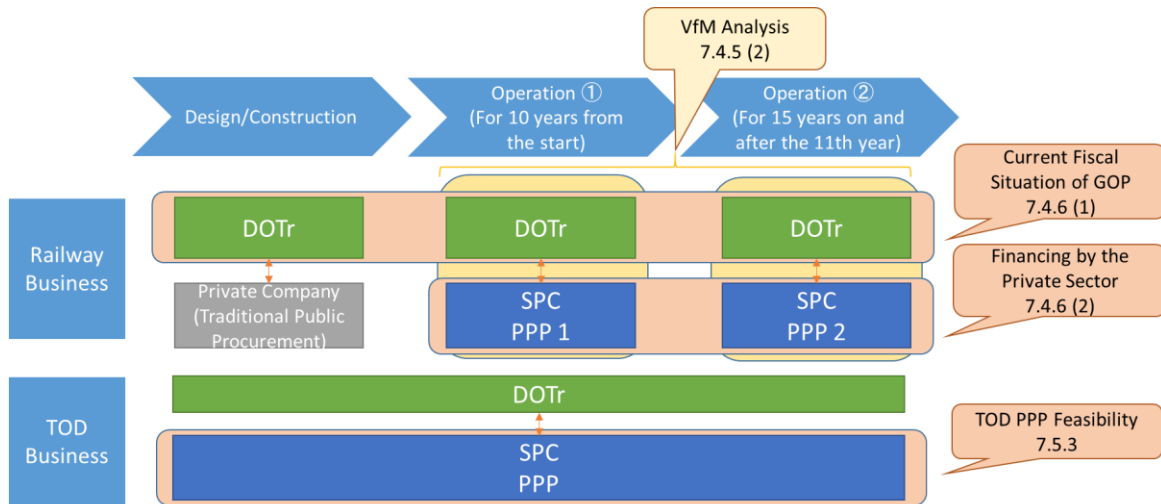 VfM Analysis
7.4.5 (2)
Design/Construction
Operation ①
(For 10 years from
the start)
Operation ②
(For 15 years on and
after the 11th year)
Current Fiscal
Situation of GOP
7.4.6 (1)
Railway
Business
DOTr
DOTr
DOTr
Financing by the
Private Sector
7.4.6 (2)
Private Company
(Traditional Public
Procurement)
SPC
PPP 1
SPC
PPP 2
TOD
Business
DOTr
SPC
PPP
TOD PPP Feasibility
7.5.3